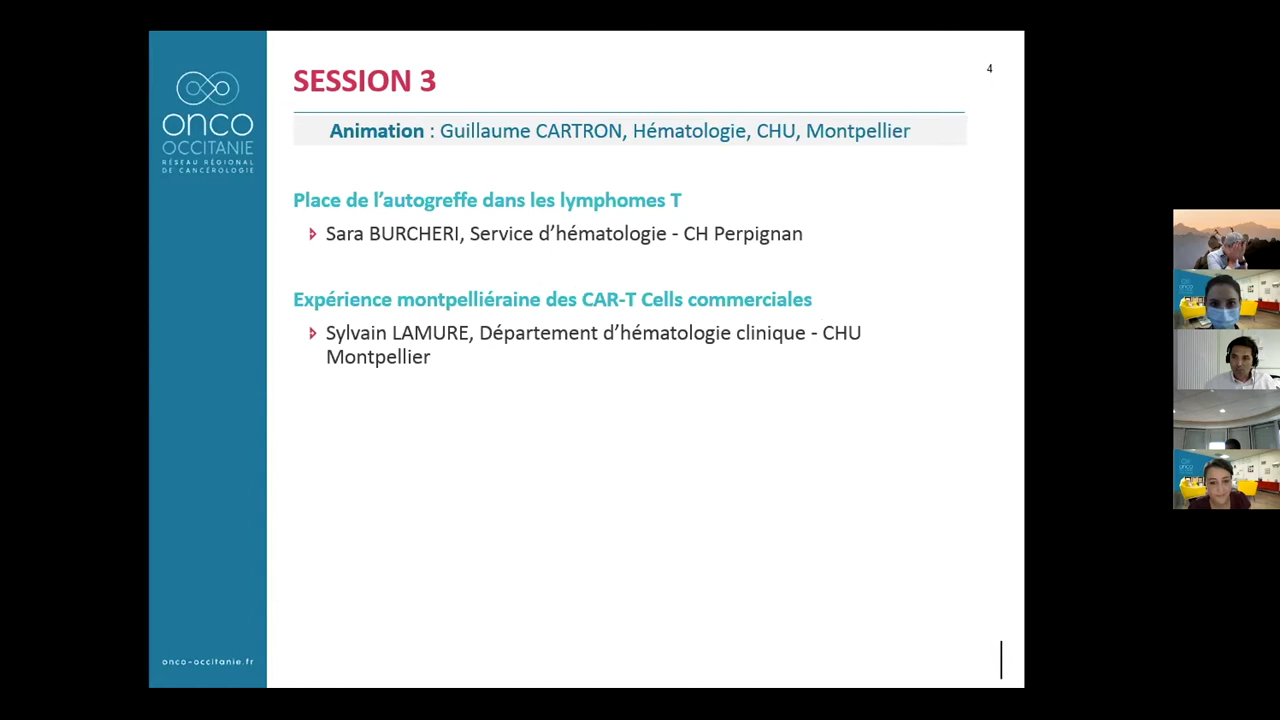 onco
OCCITANIE
RÉSEAU RÉGIONAL
DE CANCÉROLOGIE
SESSION 3
4
Animation : Guillaume CARTRON, Hématologie, CHU, Montpellier
Place de l’autogreffe dans les lymphomes T
Sara BURCHERI, Service d’hématologie - CH Perpignan
Expérience montpelliéraine des CAR-T Cells commerciales
Sylvain LAMURE, Département d’hématologie clinique - CHU
Montpellier
onco-occitanie.fr
onco